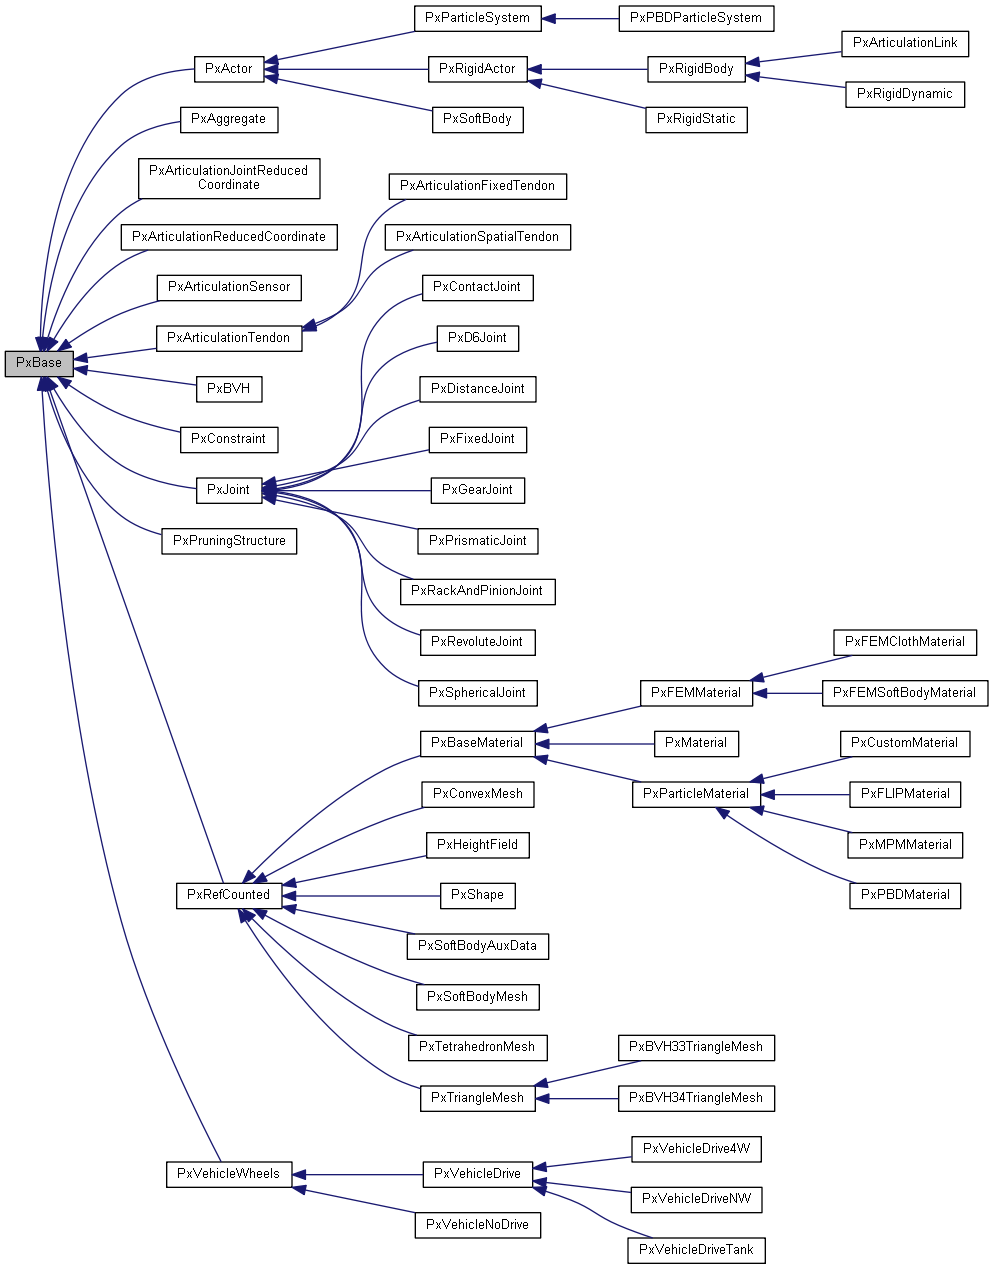 PxParticleSystem
PxPBDParticleSystem
PxArticulationLink
PxActor
PxRigidActor
PxRigidBody
PxRigidDynamic
PxAggregate
PxSoftBody
PxRigidStatic
PxArticulationJointReduced
Coordinate
PxArticulationFixedTendon
PxArticulationReducedCoordinate
PxArticulationSpatialTendon
PxArticulationSensor
PxContactJoint
PxArticulationTendon
PxD6Joint
PxBase
PxBVH
PxDistanceJoint
PxConstraint
PxFixedJoint
PxJoint
PxGearJoint
PxPruningStructure
PxPrismaticJoint
PxRackAndPinionJoint
PxRevoluteJoint
PxFEMClothMaterial
PxSphericalJoint
PxFEMMaterial
PxFEMSoftBodyMaterial
PxBaseMaterial
PxMaterial
PxCustomMaterial
PxConvexMesh
PxParticleMaterial
PxFLIPMaterial
PxHeightField
PxMPMMaterial
PxRefCounted
PxShape
PxPBDMaterial
PxSoftBodyAuxData
PxSoftBodyMesh
PxTetrahedronMesh
PxBVH33TriangleMesh
PxTriangleMesh
PxBVH34TriangleMesh
PxVehicleDrive4W
PxVehicleWheels
PxVehicleDrive
PxVehicleDriveNW
PxVehicleNoDrive
PxVehicleDriveTank